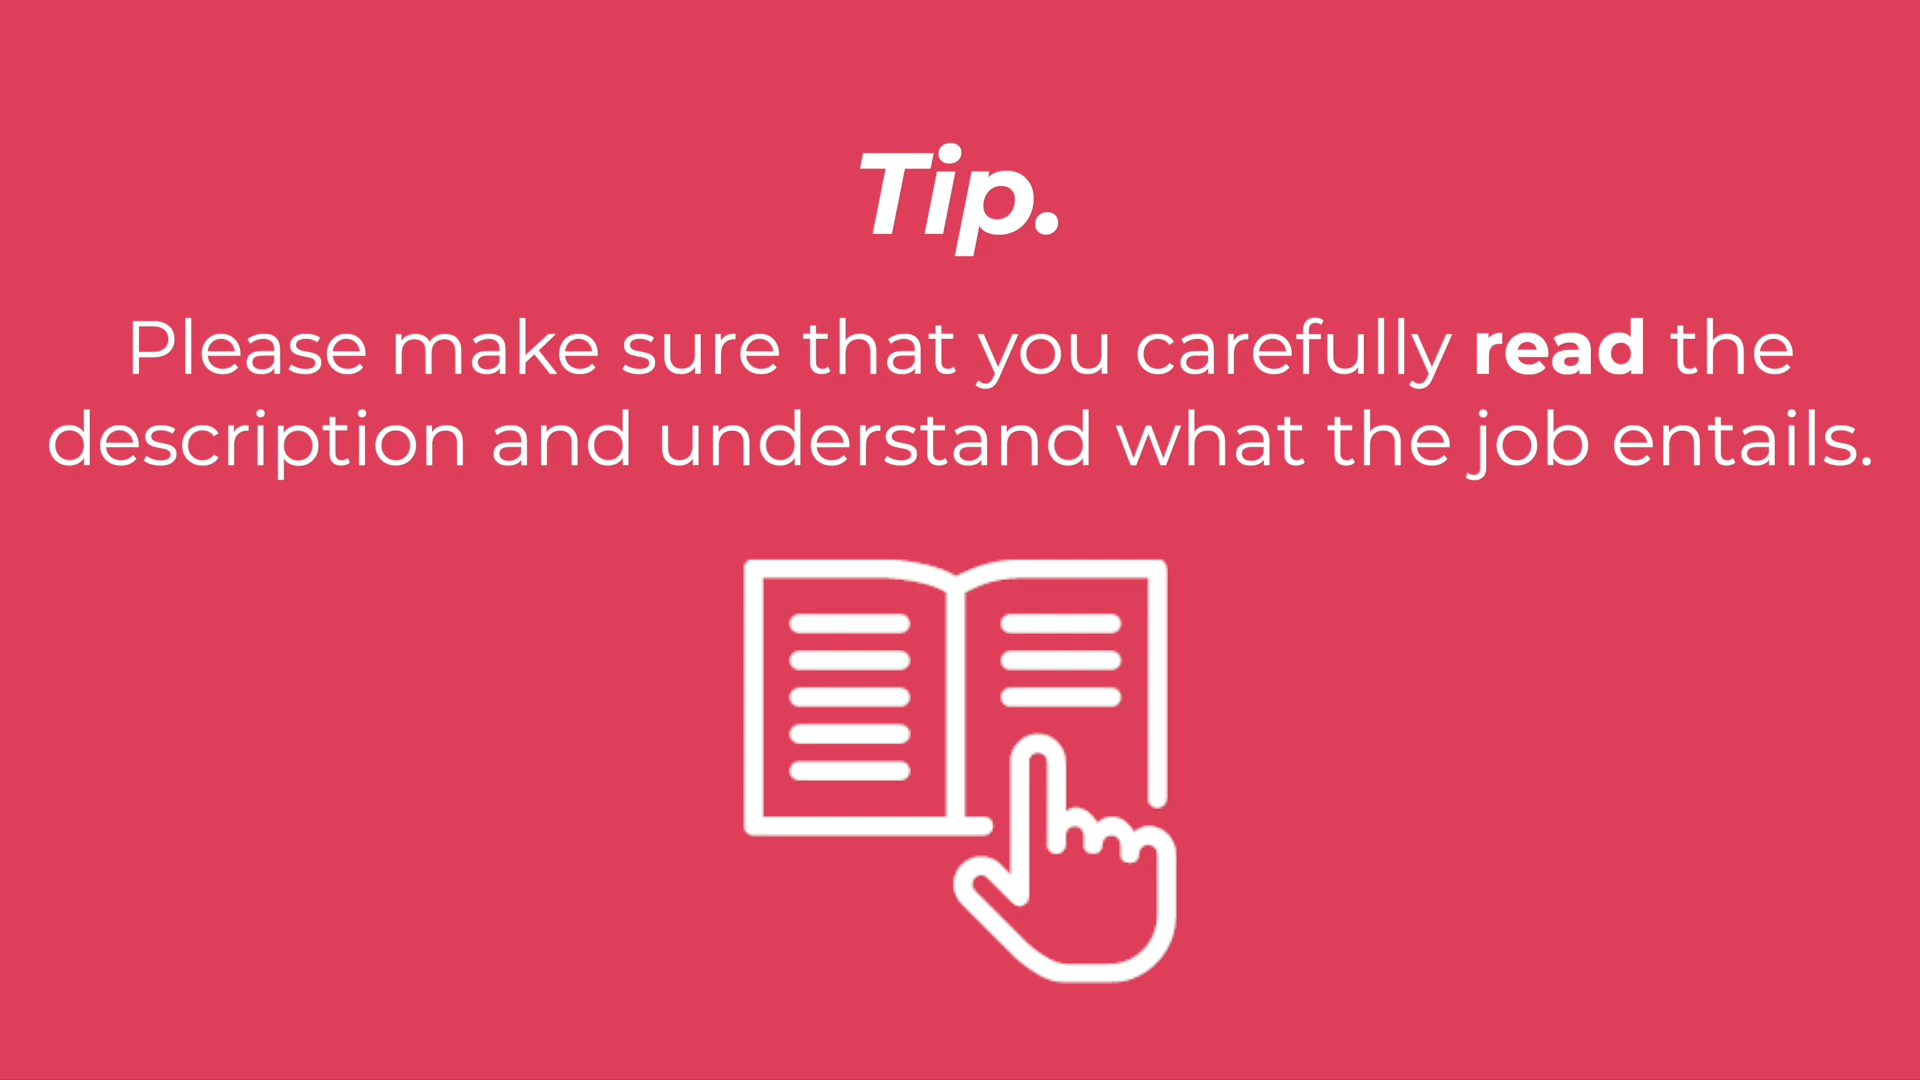 Tip.
Please make sure that you carefully read the
description and understand what the job entails.